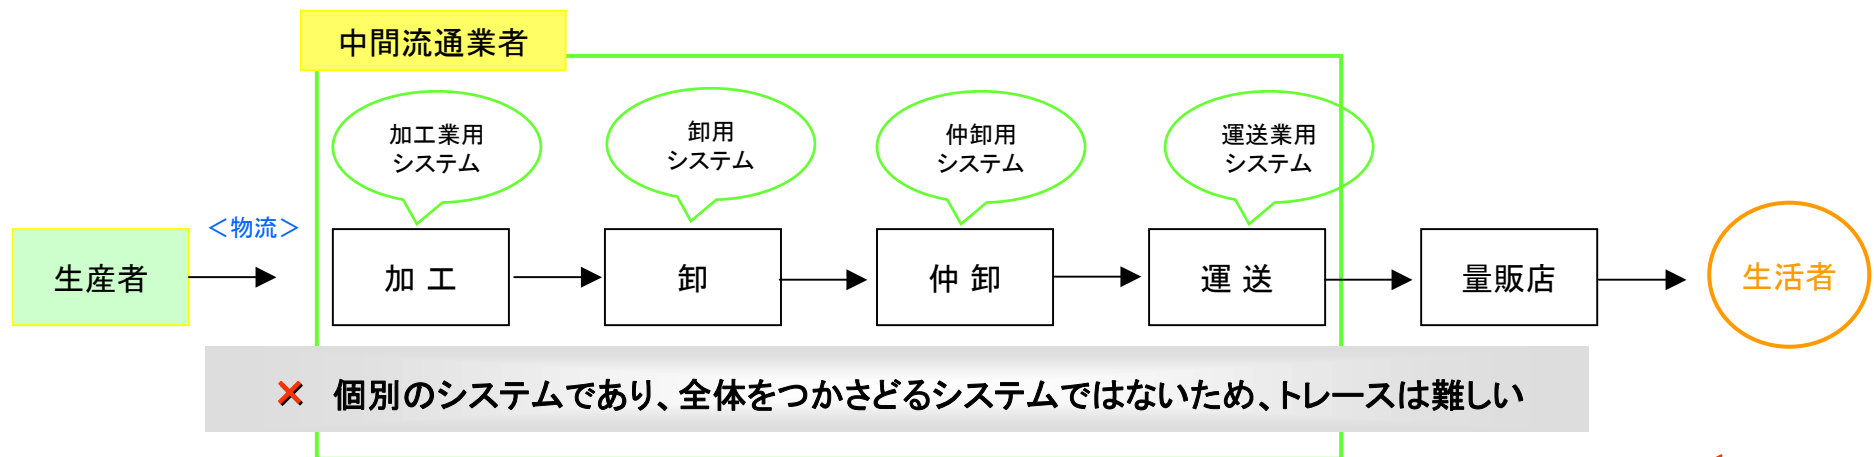 中間流通業者
加工業用
システム
卸用
システム
仲卸用
システム
運送業用
システム
＜物流＞
生産者
加 工
卸
仲 卸
運 送
量販店
生活者
× 個別のシステムであり、全体をつかさどるシステムではないため、トレースは難しい